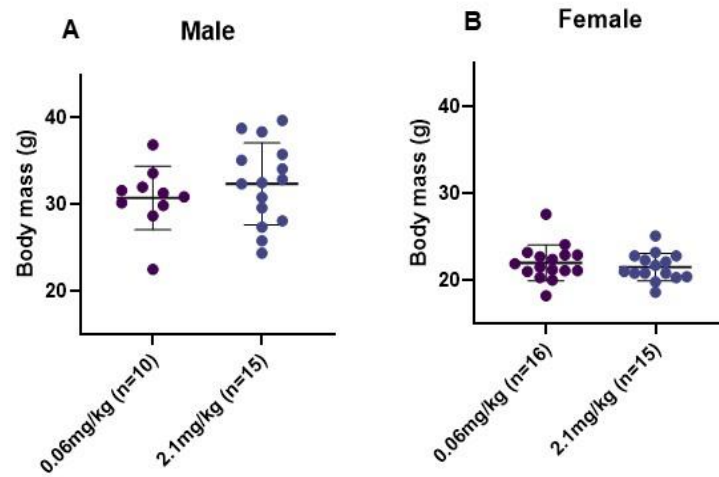 A
Male
Body mass (g)
40
30
20
0.06mg/kg (n=10)
2.1mg/kg (n=15)
B
Female
Body mass (g)
40
30
20
0.06mg/kg (n=16)
2.1mg/kg (n=15)